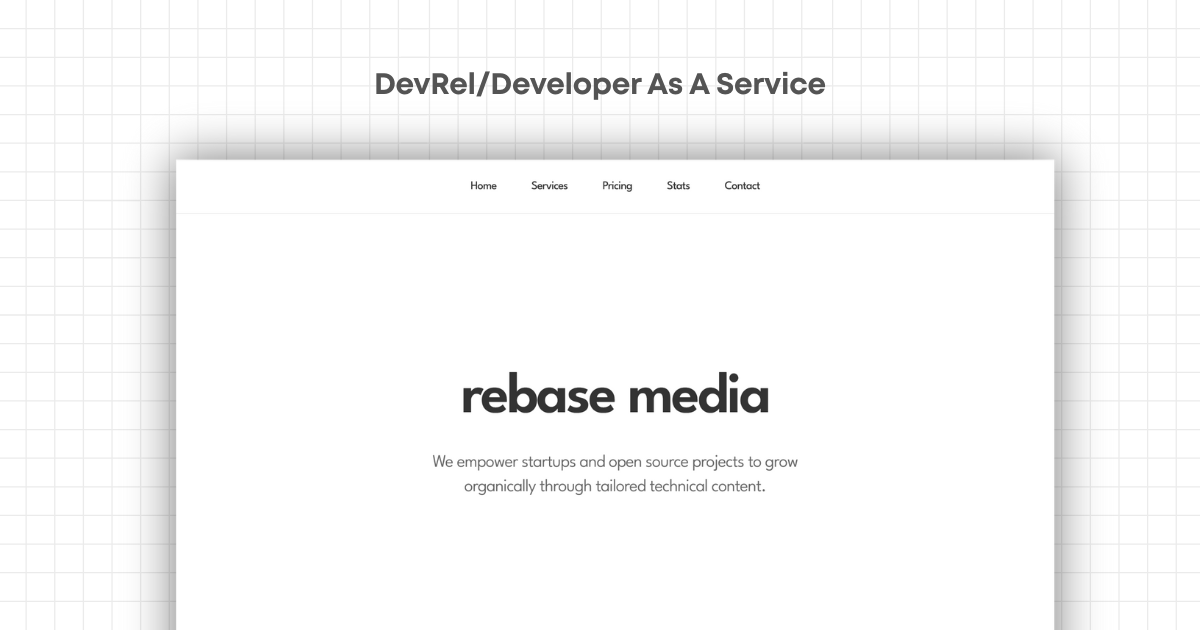 DevRel/Developer As A Service
Home Services Pricing Stats Contact
rebase media
We empower startups and open source projects to grow
organically through tailored technical content.